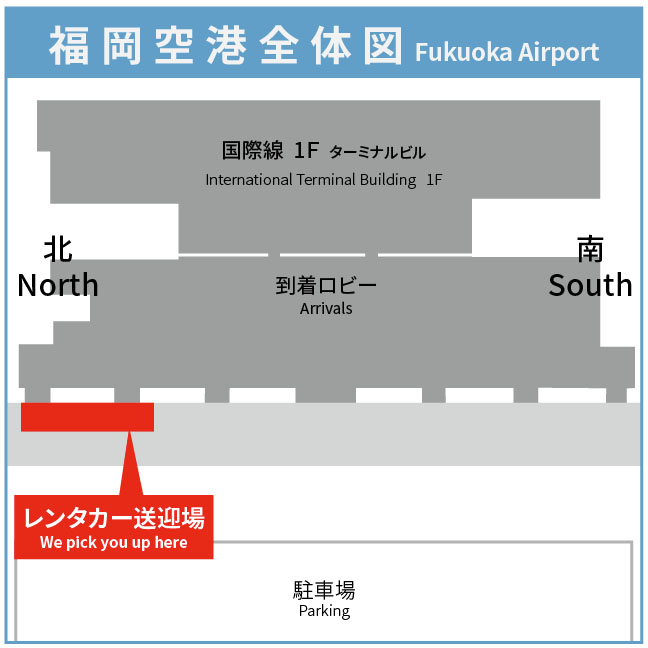 福岡空港全体図 Fukuoka Airport
国際線 1F ターミナルビル
International Terminal Building 1F
北
North
南
South
到着ロビー
Arrivals
レンタカー送迎場
We pick you up here
駐車場
Parking